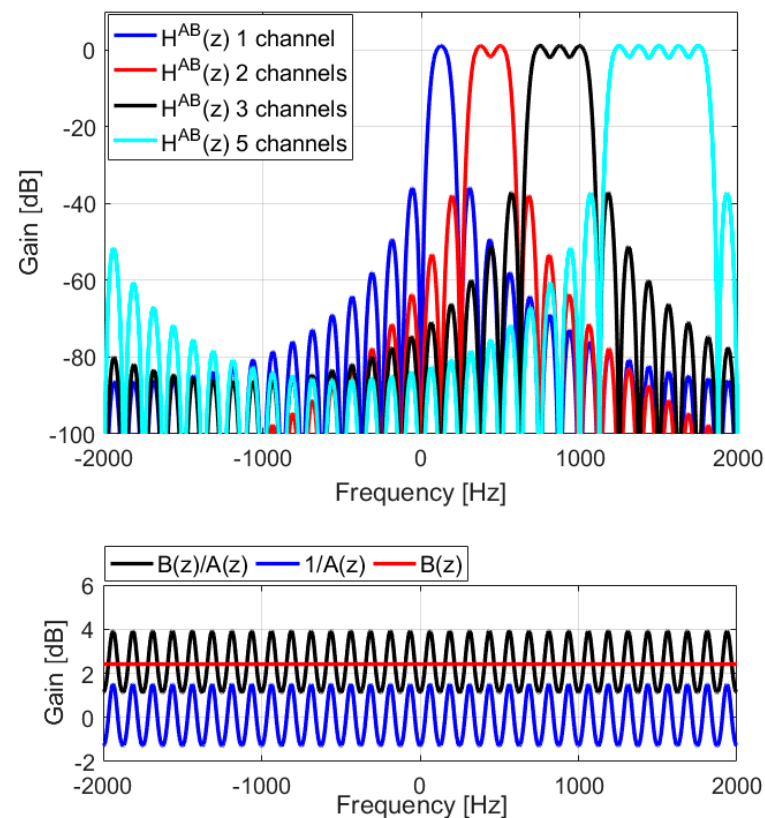 0
-20
-40
-60
-80
-100
Gain [dB]
H^AB(z) 1 channel
H^AB(z) 2 channels
H^AB(z) 3 channels
H^AB(z) 5 channels
-2000 -1000 0 1000 2000
Frequency [Hz]
B(z)/A(z) 1/A(z) B(z)
6
4
2
0
-2
Gain [dB]
-2000 -1000 0 1000 2000
Frequency [Hz]